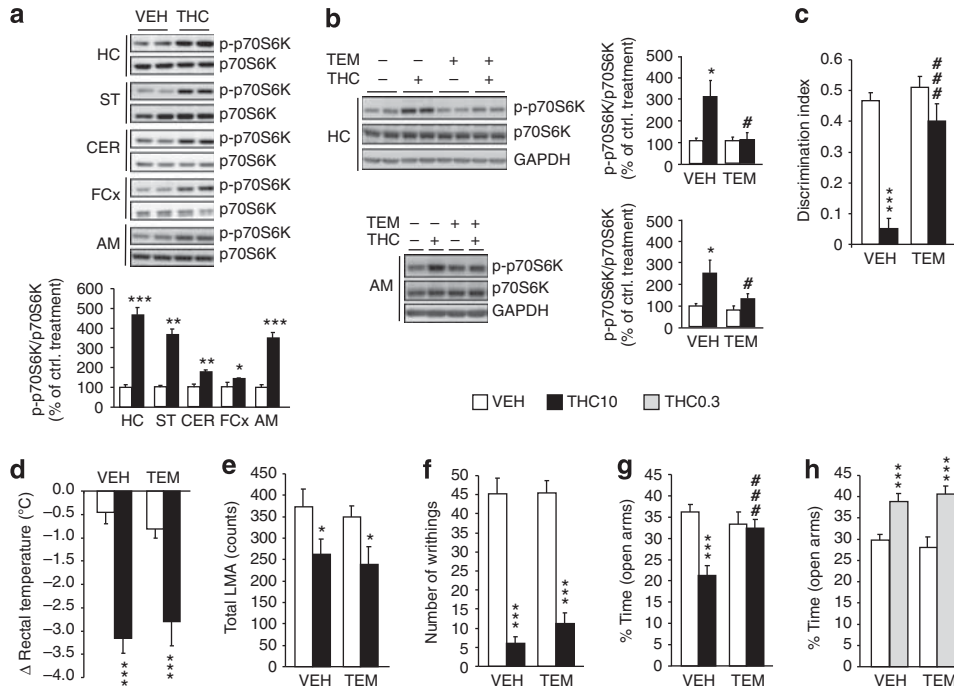 a
VEH THC
HC
p-p70S6K
p70S6K
ST
p-p70S6K
p70S6K
CER
p-p70S6K
p70S6K
FCx
p-p70S6K
p70S6K
AM
p-p70S6K
p70S6K
p-p70S6K/p70S6K
(% of ctrl. treatment)
600
500
400
300
200
100
0
*** ** ** * ***
HC ST CER FCx AM
b
TEM – – + +
THC – + – +
HC
p-p70S6K
p70S6K
GAPDH
p-p70S6K/p70S6K
(% of ctrl. treatment)
500
400
300
200
100
0
* #
VEH TEM
TEM – – + +
THC – + – +
AM
p-p70S6K
p70S6K
GAPDH
p-p70S6K/p70S6K
(% of ctrl. treatment)
500
400
300
200
100
0
* #
VEH TEM
c
Discrimination index
0.6
0.5
0.4
0.3
0.2
0.1
0
*** ###
VEH TEM
VEH THC10 THC0.3
d
VEH TEM
Δ Rectal temperature (°C)
0.0
–0.5
–1.0
–1.5
–2.0
–2.5
–3.0
–3.5
–4.0
*** ***
e
Total LMA (counts)
450
400
350
300
250
200
150
100
50
0
* *
VEH TEM
f
Number of writhings
50
45
40
35
30
25
20
15
10
5
0
*** ***
VEH TEM
g
% Time (open arms)
45
40
35
30
25
20
15
10
5
0
*** ###
VEH TEM
h
% Time (open arms)
45
40
35
30
25
20
15
10
5
0
*** ***
VEH TEM